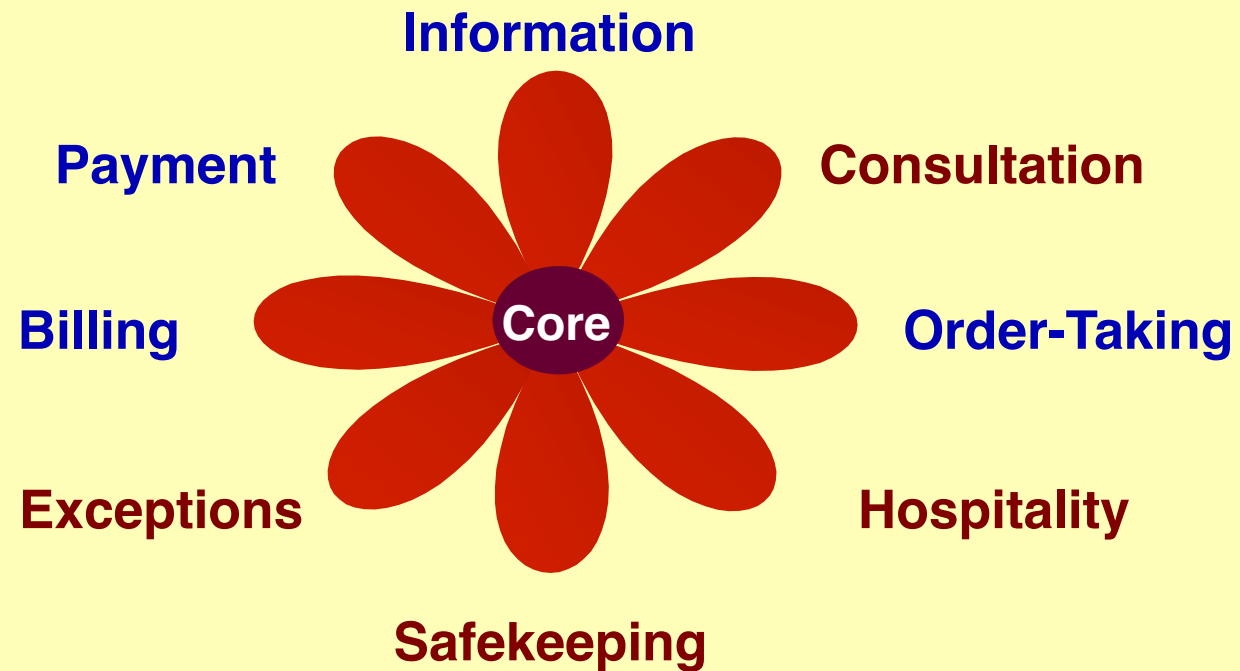 Information
Payment
Consultation
Billing
Core
Order-Taking
Exceptions
Hospitality
Safekeeping